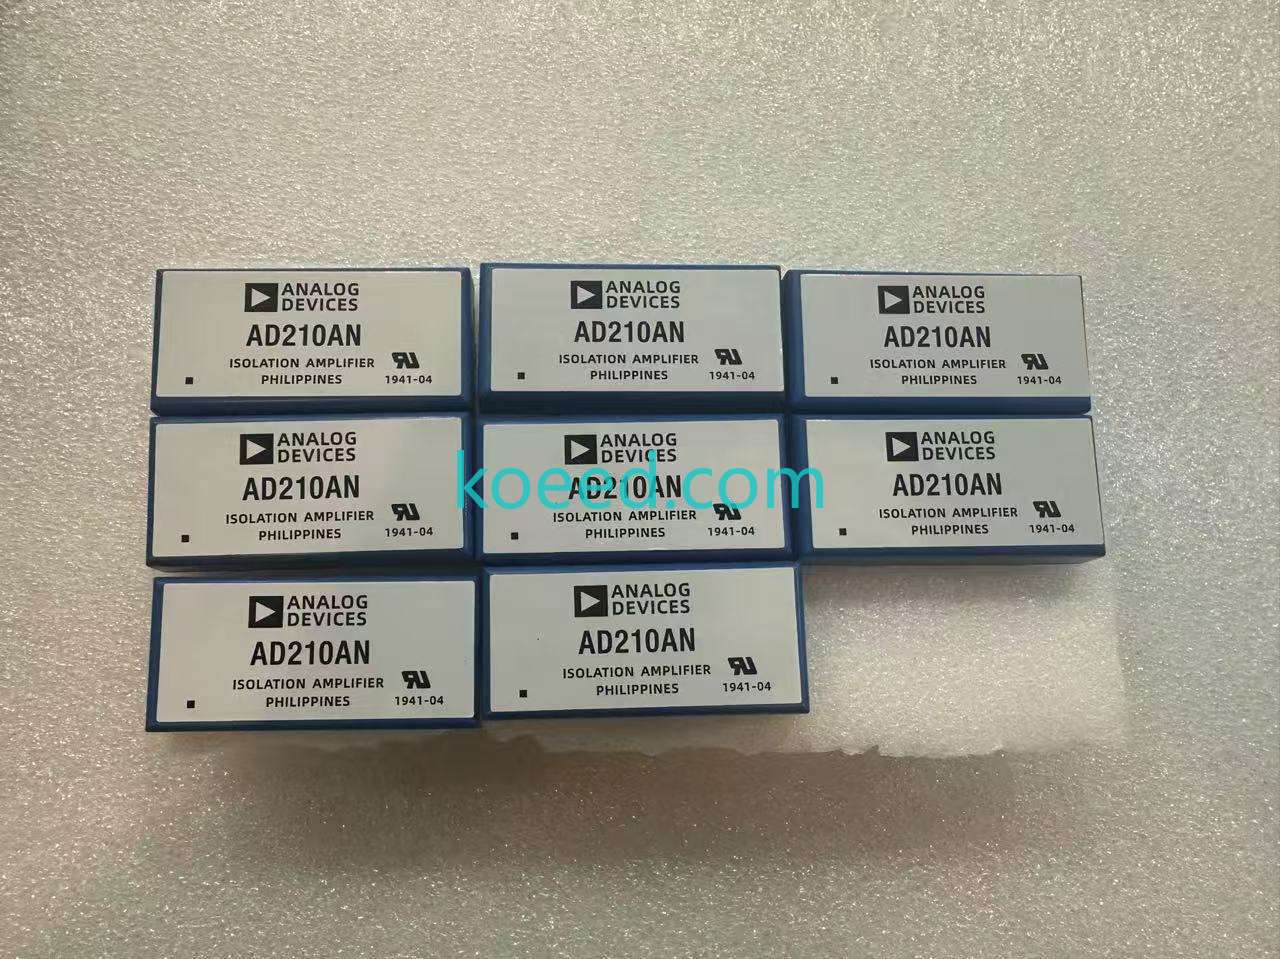 ANALOG
DEVICES
AD210AN
ISOLATION AMPLIFIER
PHILIPPINES
1941-04
ANALOG
DEVICES
AD210AN
ISOLATION AMPLIFIER
PHILIPPINES
1941-04
ANALOG
DEVICES
AD210AN
ISOLATION AMPLIFIER
PHILIPPINES
1941-04
ANALOG
DEVICES
AD210AN
ISOLATION AMPLIFIER
PHILIPPINES
1941-04
ANALOG
DEVICES
AD210AN
ISOLATION AMPLIFIER
PHILIPPINES
1941-04
koeed.com
ANALOG
DEVICES
AD210AN
ISOLATION AMPLIFIER
PHILIPPINES
1941-04
ANALOG
DEVICES
AD210AN
ISOLATION AMPLIFIER
PHILIPPINES
1941-04
ANALOG
DEVICES
AD210AN
ISOLATION AMPLIFIER
PHILIPPINES
1941-04